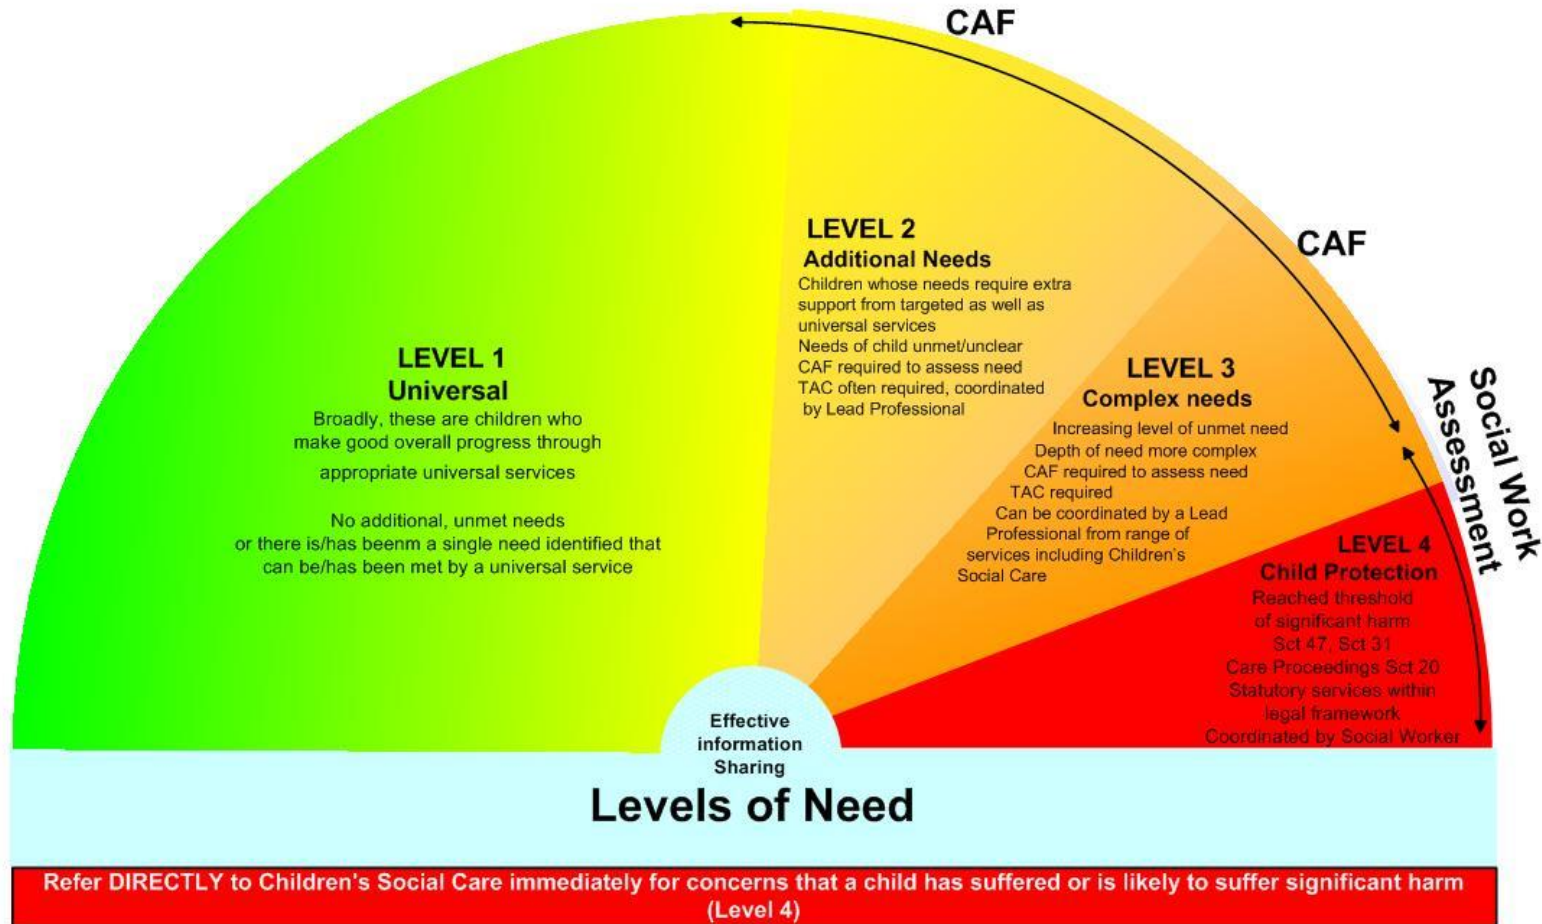 CAF
CAF
Social Work
Assessment
LEVEL 1
Universal
Broadly, these are children who
make good overall progress through
appropriate universal services
No additional, unmet needs
or there is/has beenm a single need identified that
can be/has been met by a universal service
LEVEL 2
Additional Needs
Children whose needs require extra
support from targeted as well as
universal services
Needs of child unmet/unclear
CAF required to assess need
TAC often required, coordinated
by Lead Professional
LEVEL 3
Complex needs
Increasing level of unmet need
Depth of need more complex
CAF required to assess need
TAC required
Can be coordinated by a Lead
Professional from range of
services including Children's
Social Care
LEVEL 4
Child Protection
Reached threshold
of significant harm
Sct 47, Sct 31
Care Proceedings Sct 20
Statutory services within
legal framework
Coordinated by Social Worker
Effective
information
Sharing
Levels of Need
Refer DIRECTLY to Children's Social Care immediately for concerns that a child has suffered or is likely to suffer significant harm
(Level 4)